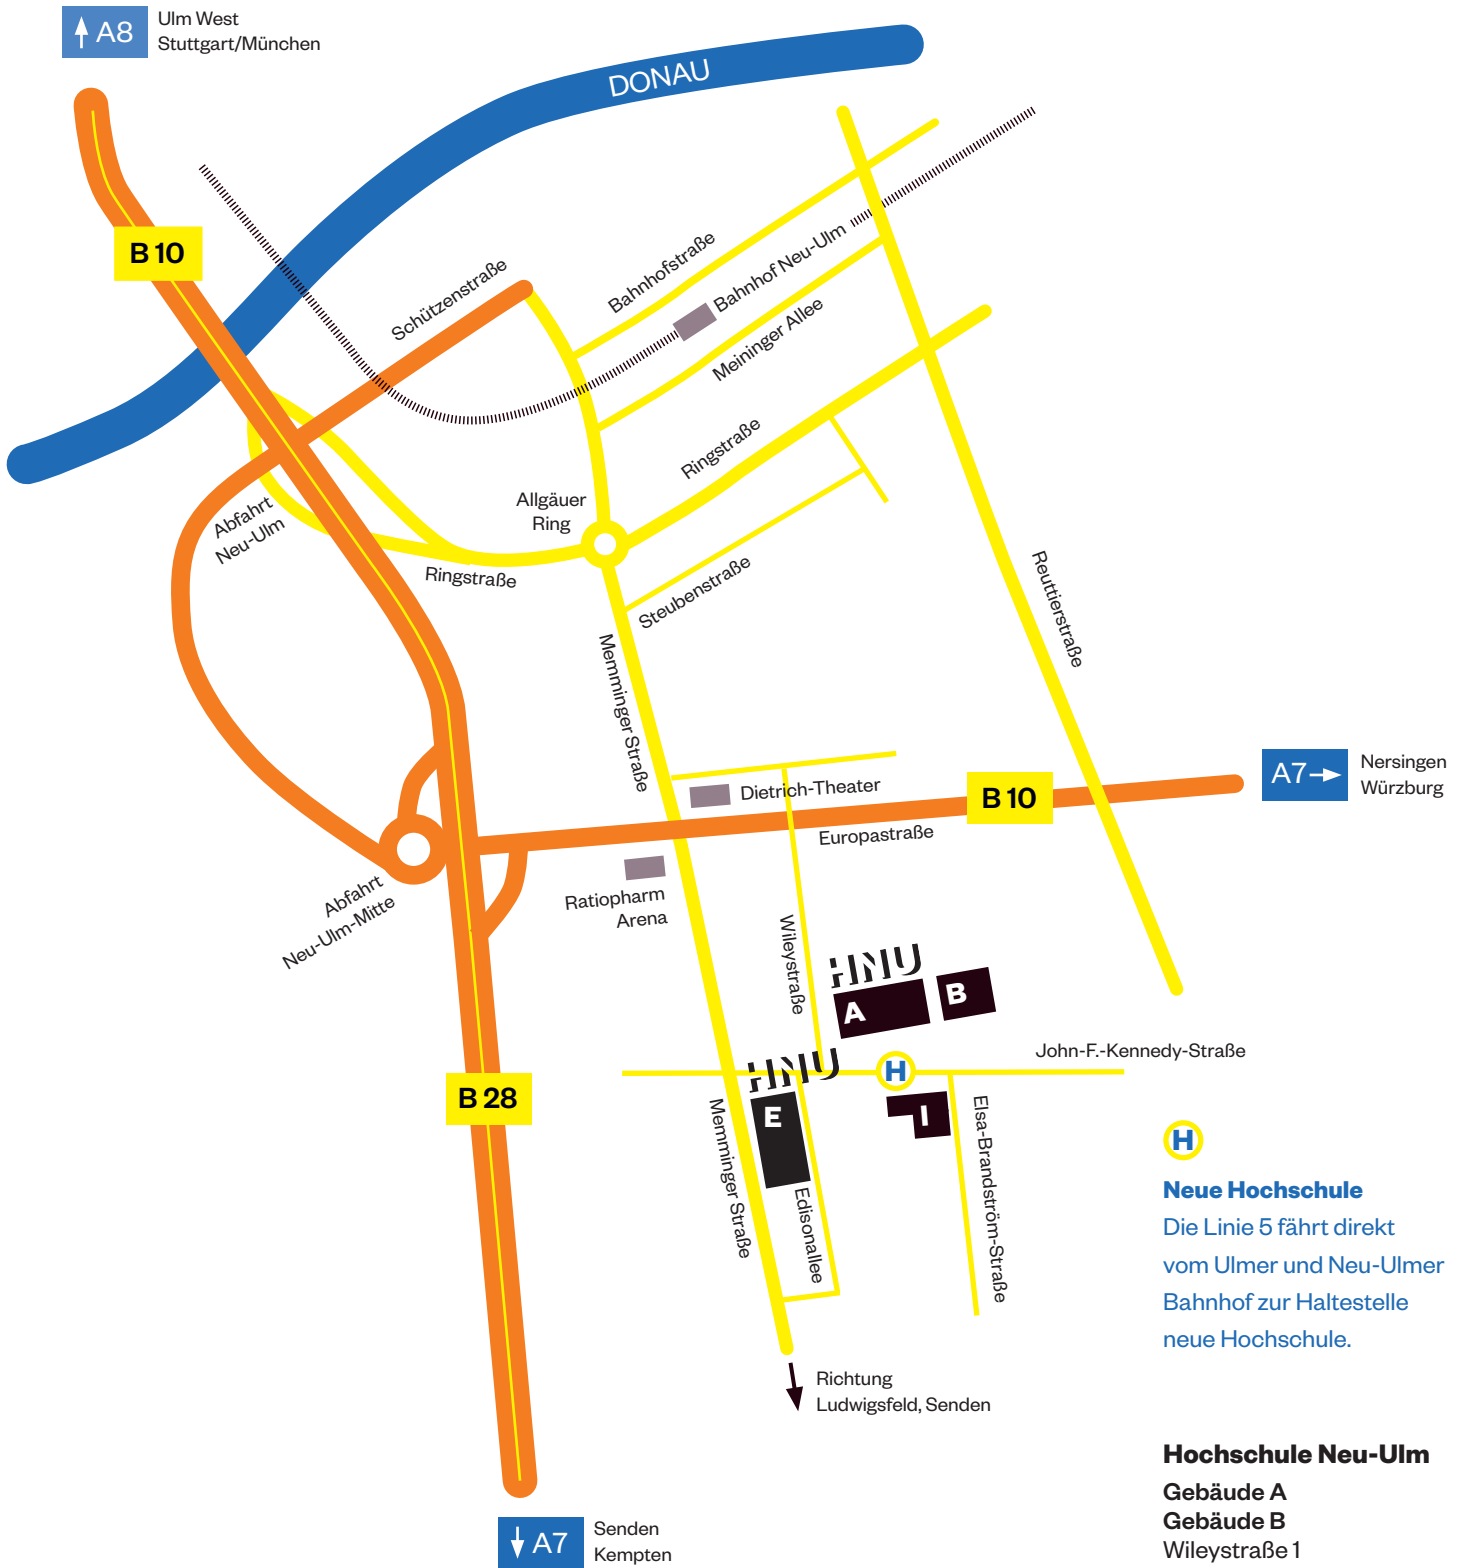 A8
Ulm West
Stuttgart/München
DONAU
B 10
Schützenstraße
Bahnhofstraße
Bahnhof Neu-Ulm
Meininger Allee
Ringstraße
Allgäuer
Ring
Abfahrt
Neu-Ulm
Ringstraße
Steubenstraße
Reuttierstraße
Memminger Straße
A7
Nersingen
Würzburg
Dietrich-Theater
B 10
Europastraße
Ratiopharm
Arena
Abfahrt
Neu-Ulm-Mitte
Wileystraße
HNU
A
B
John-F.-Kennedy-Straße
HNU
H
B 28
E
I
Memminger Straße
Edisonallee
Elsa-Brandström-Straße
H
Neue Hochschule
Die Linie 5 fährt direkt
vom Ulmer und Neu-Ulmer
Bahnhof zur Haltestelle
neue Hochschule.
Richtung
Ludwigsfeld, Senden
Hochschule Neu-Ulm
Gebäude A
Gebäude B
Wileystraße 1
A7
Senden
Kempten